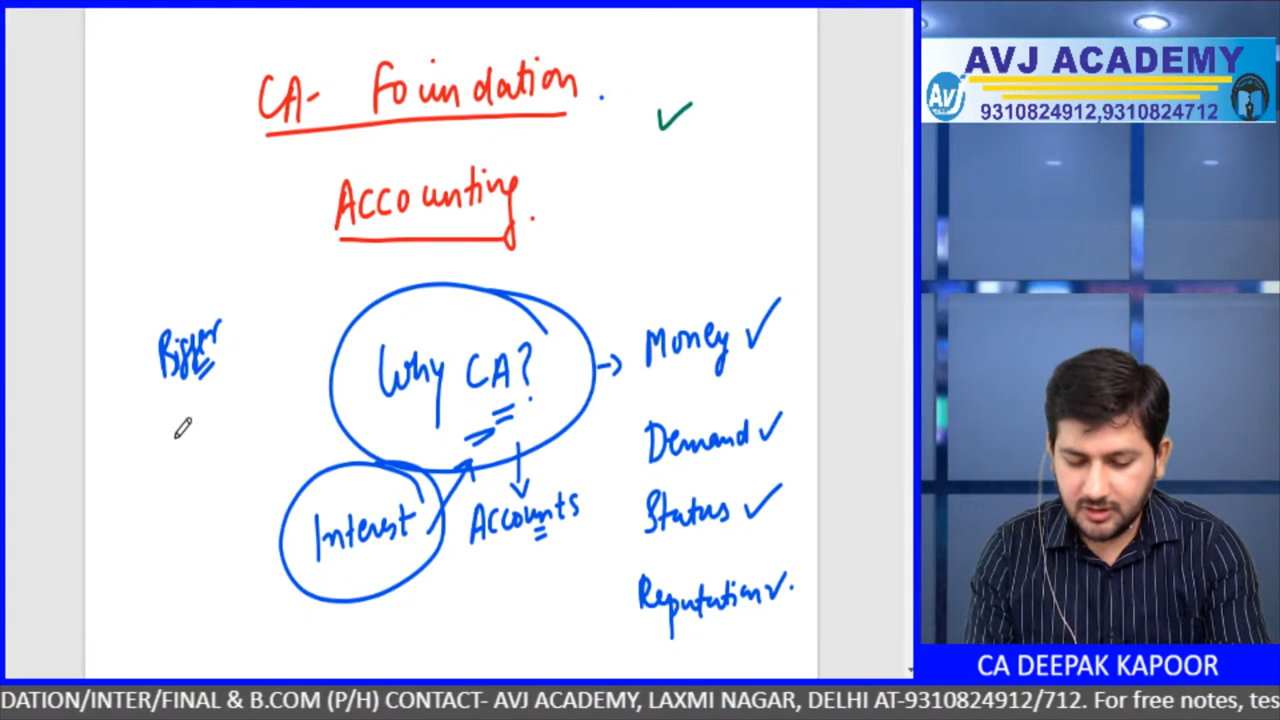 CA- Foundation.
Accounting.
Why CA?
Money
Demand
Status
Reputation
Bigger
Interest
Accounts
AVJ ACADEMY
AVJ
9310824912,9310824712
CA DEEPAK KAPOOR
DATION/INTER/FINAL & B.COM (P/H) CONTACT- AVJ ACADEMY, LAXMI NAGAR, DELHI AT-9310824912/712. For free notes, tes